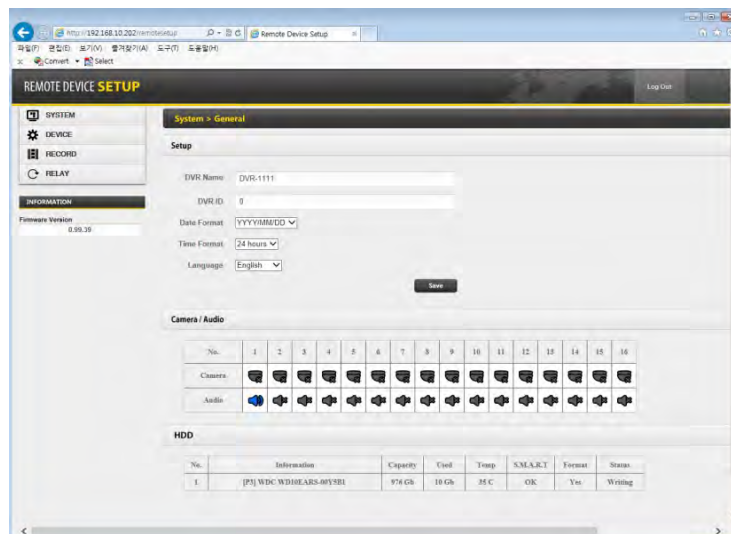 http://192.168.10.202/remotesetup
Remote Device Setup
파일(F) 편집(E) 보기(V) 즐겨찾기(A) 도구(T) 도움말(H)
x Convert Select
REMOTE DEVICE SETUP
Log Out
SYSTEM
DEVICE
RECORD
RELAY
INFORMATION
Firmware Version
0.99.39
System > General
Setup
DVR Name DVR-1111
DVR ID 0
Date Format YYYY/MM/DD
Time Format 24 hours
Language English
Save
Camera / Audio
No. 1 2 3 4 5 6 7 8 9 10 11 12 13 14 15 16
Camera
Audio
HDD
No. Information Capacity Used Temp S.M.A.R.T Format Status
1 [P3] WDC WD10EARS-00Y5B1 976 Gb 10 Gb 35 C OK Yes Writing